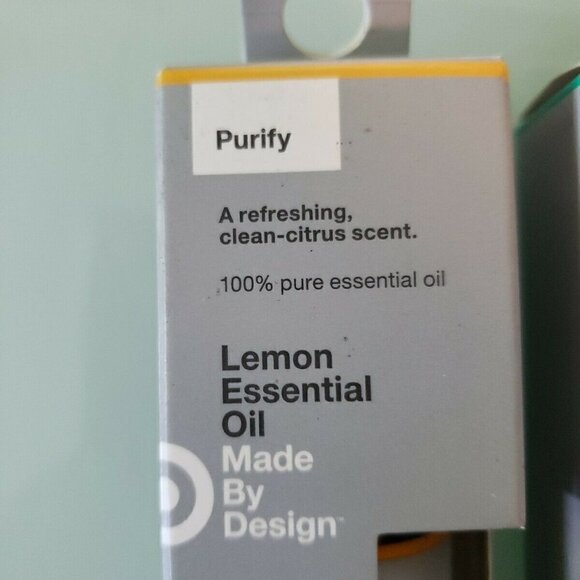 Purify
A refreshing,
clean-citrus scent.
100% pure essential oil
Lemon
Essential
Oil
Made
By
Design™